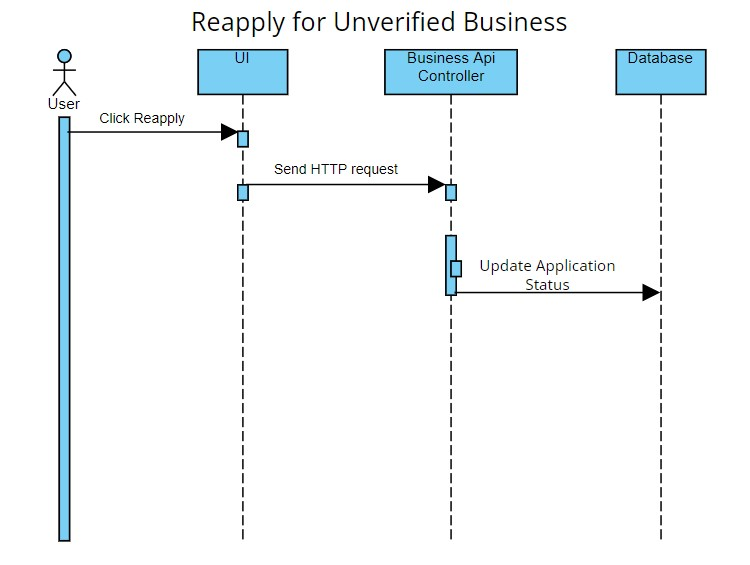 Reapply for Unverified Business
UI
Business Api
Controller
Database
User
Click Reapply
Send HTTP request
Update Application
Status